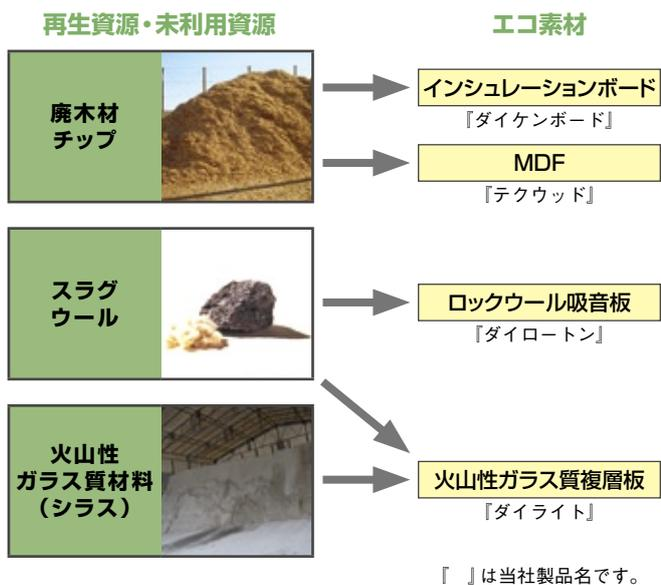 再生資源・未利用資源
エコ素材
廃木材
チップ
インシュレーションボード
『ダイケンボード』
MDF
『テクウッド』
スラグ
ウール
ロックウール吸音板
『ダイロートン』
火山性
ガラス質材料
（シラス）
火山性ガラス質複層板
『ダイライト』
『　』は当社製品名です。